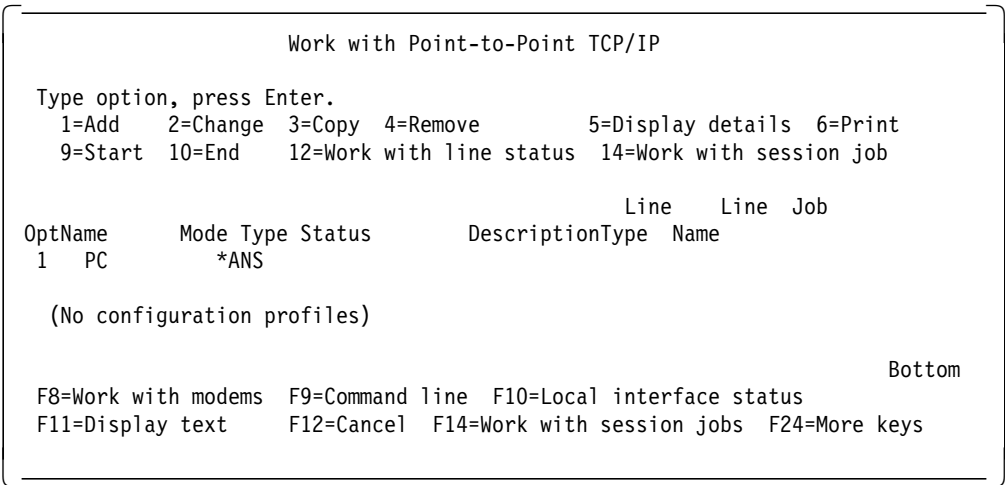 Work with Point-to-Point TCP/IP
Type option, press Enter.
1=Add 2=Change 3=Copy 4=Remove 5=Display details 6=Print
9=Start 10=End 12=Work with line status 14=Work with session job
Line Line Job
OptName Mode Type Status DescriptionType Name
1 PC *ANS
(No configuration profiles)
Bottom
F8=Work with modems F9=Command line F10=Local interface status
F11=Display text F12=Cancel F14=Work with session jobs F24=More keys